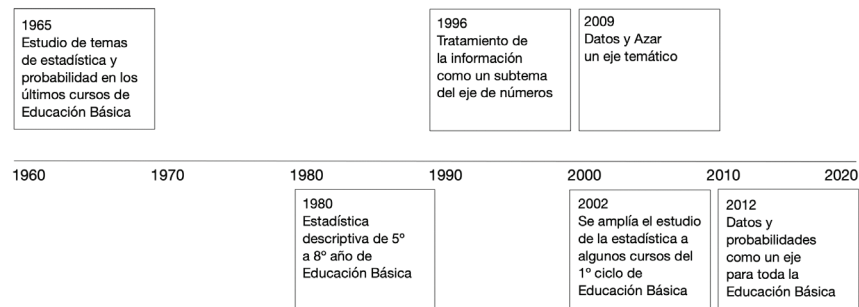 1965
Estudio de temas
de estadística y
probabilidad en los
últimos cursos de
Educación Básica
1996
Tratamiento de
la información
como un subtema
del eje de números
2009
Datos y Azar
un eje temático
1960 1970 1980 1990 2000 2010 2020
1980
Estadística
descriptiva de 5º
a 8º año de
Educación Básica
2002
Se amplía el estudio
de la estadística a
algunos cursos del
1º ciclo de
Educación Básica
2012
Datos y
probabilidades
como un eje
para toda la
Educación Básica